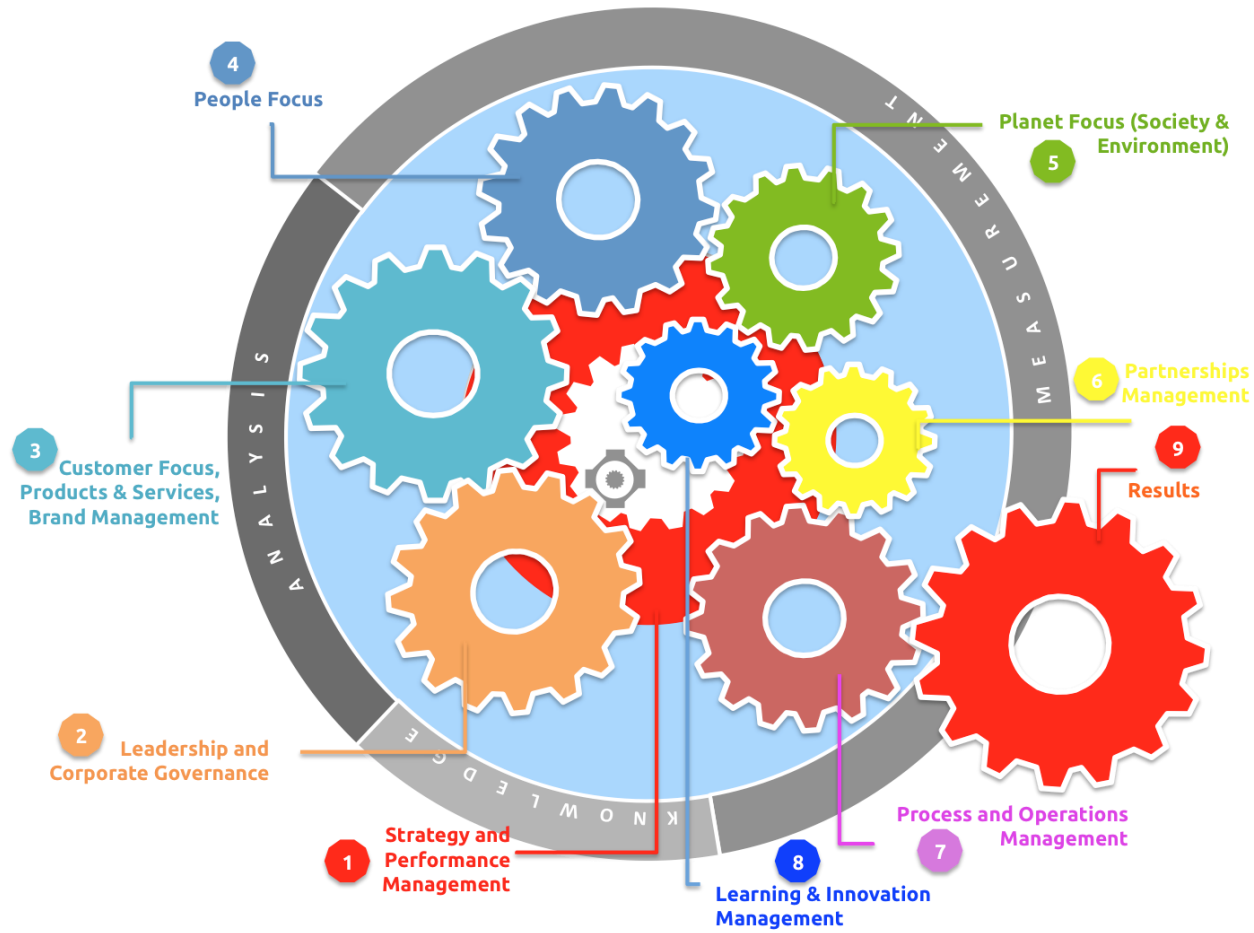 4
People Focus
Planet Focus (Society &
Environment)
5
MEASUREMENT
6
Partnerships
Management
9
Results
ANALYSIS
3
Customer Focus,
Products & Services,
Brand Management
2
Leadership and
Corporate Governance
KNOWLEDGE
1
Strategy and
Performance
Management
Process and Operations
Management
7
8
Learning & Innovation
Management